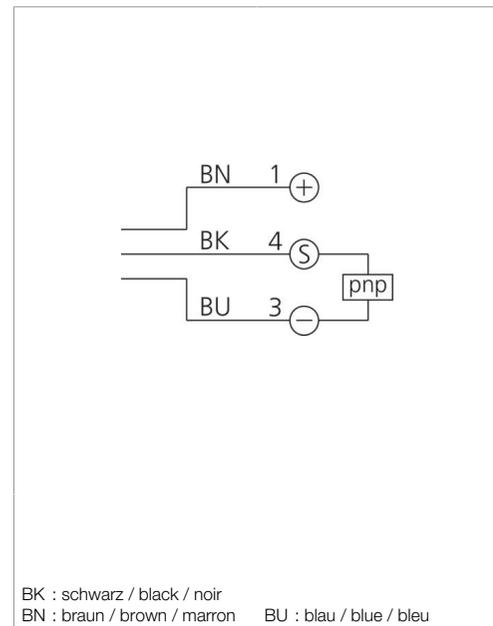 BN 1 +
BK 4 S
pnp
BU 3 −
BK : schwarz / black / noir
BN : braun / brown / marron BU : blau / blue / bleu